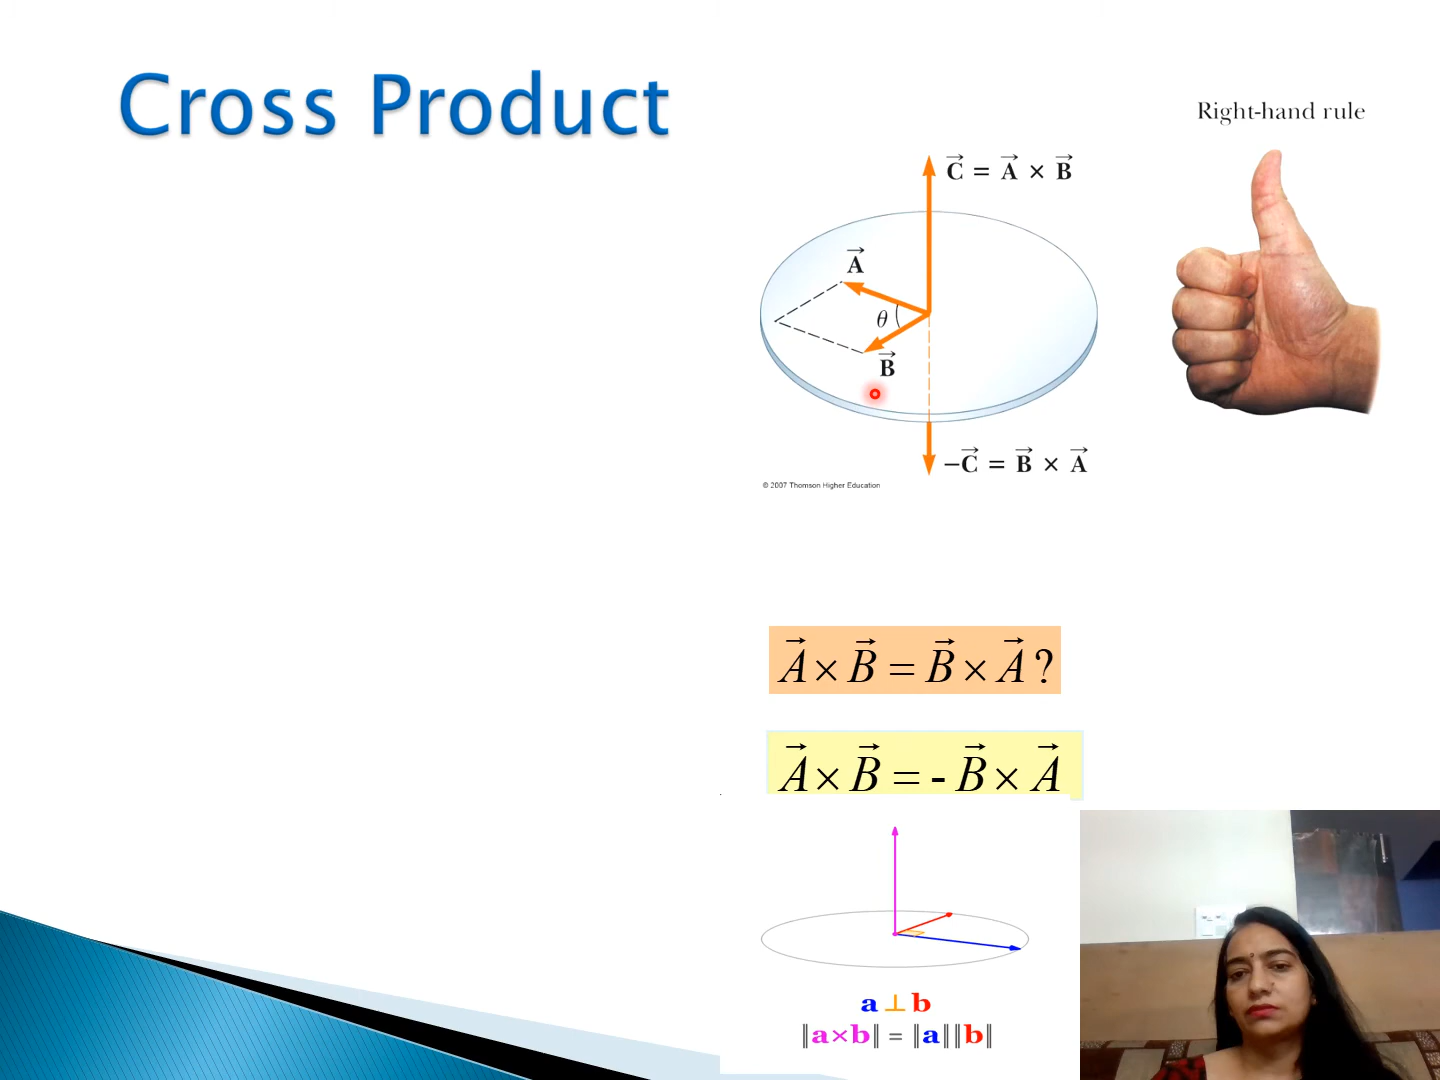 Cross Product
Right-hand rule
C⃗ = A⃗ × B⃗
A⃗
θ
B⃗
−C⃗ = B⃗ × A⃗
© 2007 Thomson Higher Education
A⃗ × B⃗ = B⃗ × A⃗ ?
A⃗ × B⃗ = - B⃗ × A⃗
a ⊥ b
‖a×b‖ = ‖a‖‖b‖